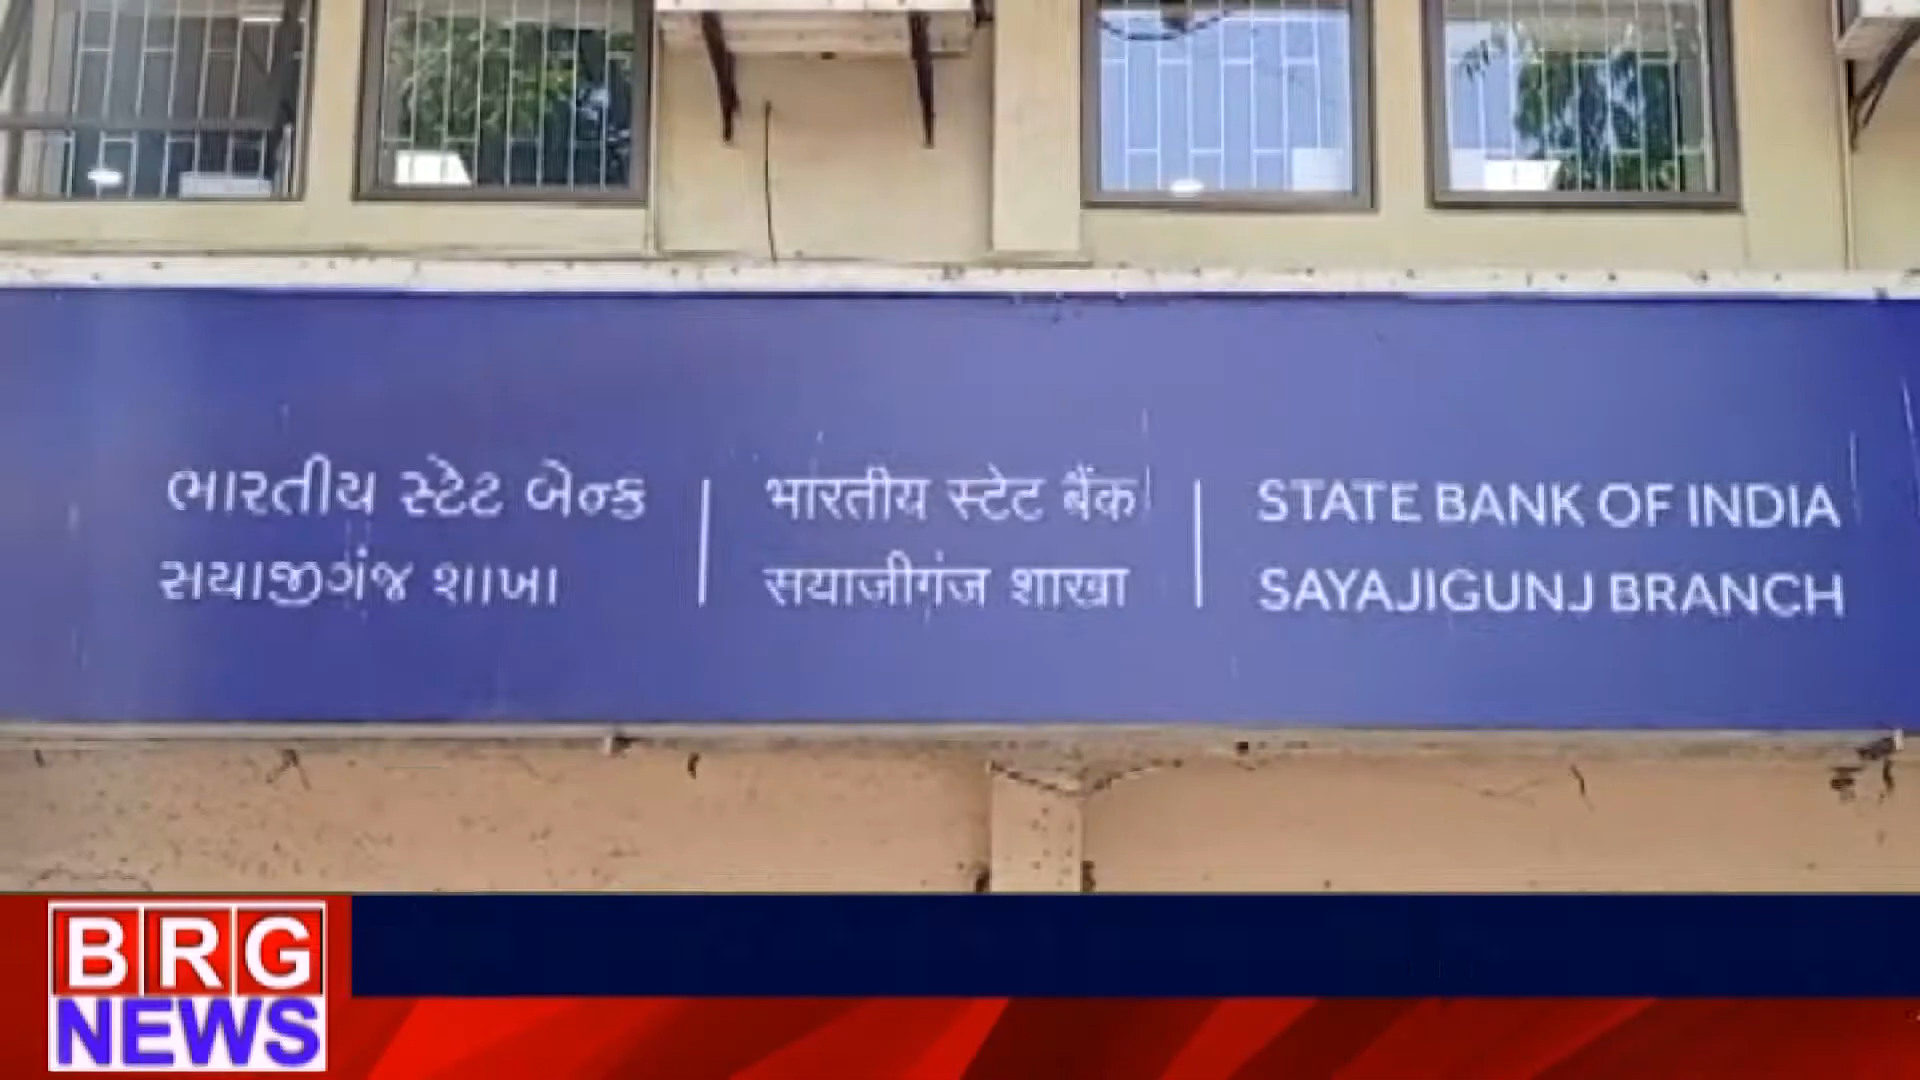 ભારતીય સ્ટેટ બેન્ક
સયાજીગંજ શાખા
भारतीय स्टेट बैंक
सयाजीगंज शाखा
STATE BANK OF INDIA
SAYAJIGUNJ BRANCH
BRG
NEWS